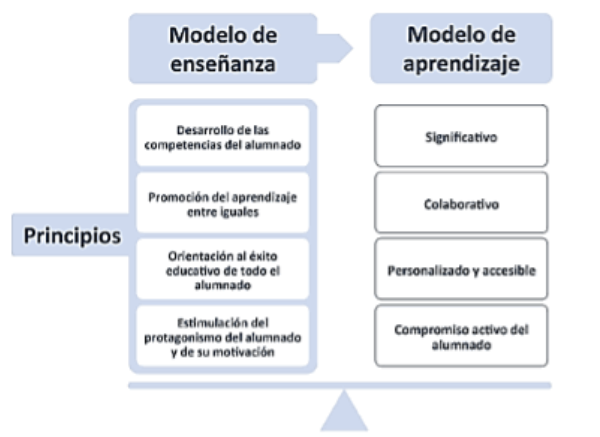 Modelo de
enseñanza
Modelo de
aprendizaje
Principios
Desarrollo de las
competencias del alumnado
Significativo
Promoción del aprendizaje
entre iguales
Colaborativo
Orientación al éxito
educativo de todo el
alumnado
Personalizado y accesible
Estimulación del
protagonismo del alumnado
y de su motivación
Compromiso activo del
alumnado